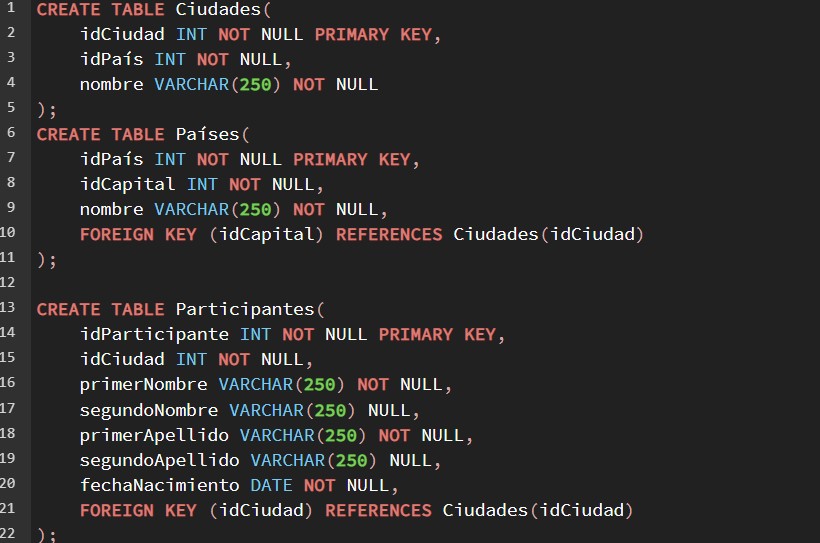 1 CREATE TABLE Ciudades(
2 idCiudad INT NOT NULL PRIMARY KEY,
3 idPaís INT NOT NULL,
4 nombre VARCHAR(250) NOT NULL
5 );
6 CREATE TABLE Países(
7 idPaís INT NOT NULL PRIMARY KEY,
8 idCapital INT NOT NULL,
9 nombre VARCHAR(250) NOT NULL,
10 FOREIGN KEY (idCapital) REFERENCES Ciudades(idCiudad)
11 );
12
13 CREATE TABLE Participantes(
14 idParticipante INT NOT NULL PRIMARY KEY,
15 idCiudad INT NOT NULL,
16 primerNombre VARCHAR(250) NOT NULL,
17 segundoNombre VARCHAR(250) NULL,
18 primerApellido VARCHAR(250) NOT NULL,
19 segundoApellido VARCHAR(250) NULL,
20 fechaNacimiento DATE NOT NULL,
21 FOREIGN KEY (idCiudad) REFERENCES Ciudades(idCiudad)
22 );